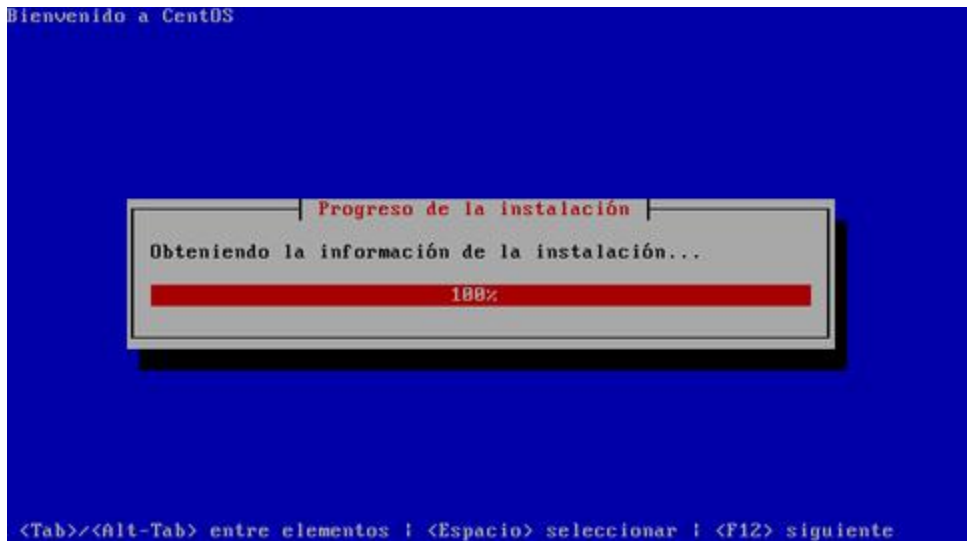 Bienvenido a CentOS
Progreso de la instalación
Obteniendo la información de la instalación...
100%
<Tab>/<Alt-Tab> entre elementos | <Espacio> seleccionar | <F12> siguiente